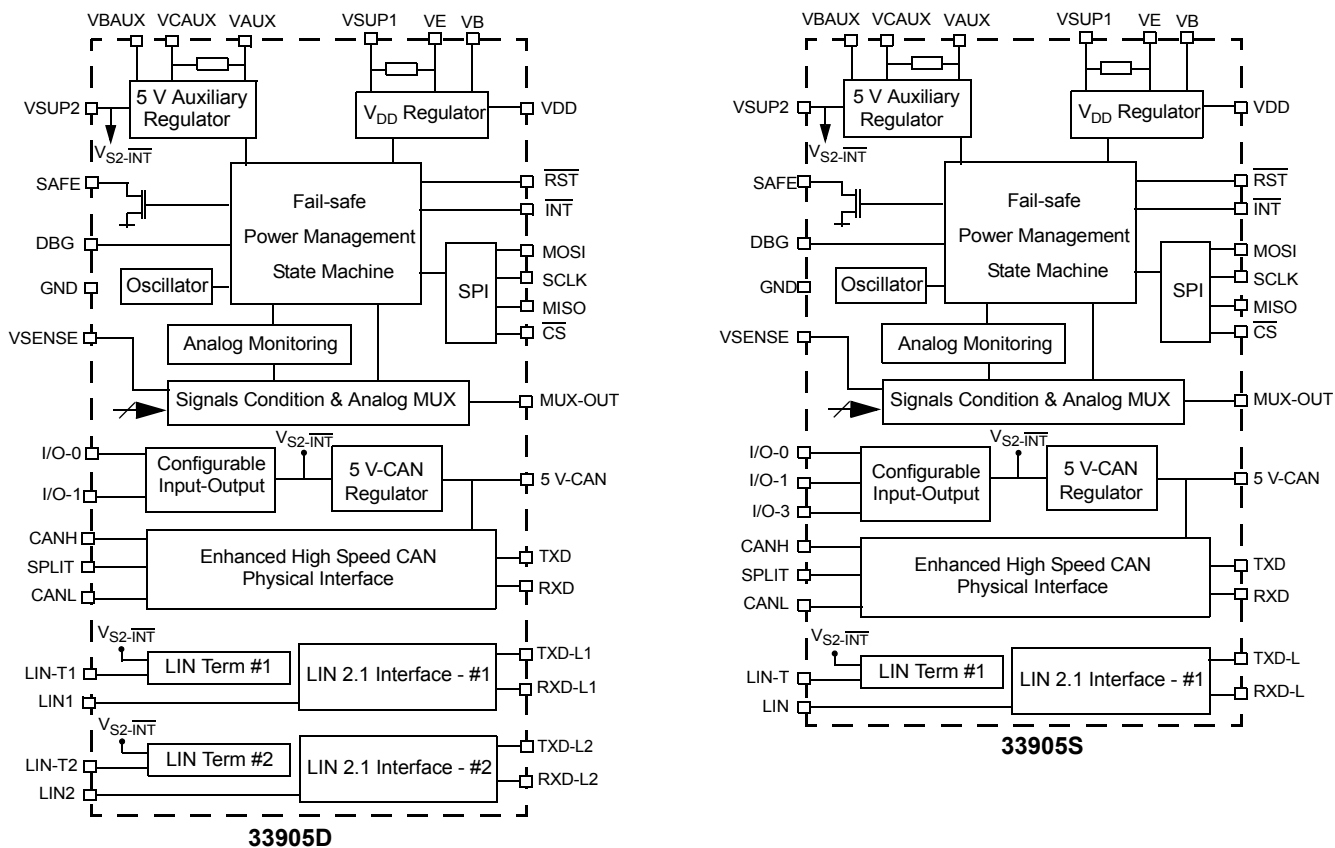 VBAUX VCAUX VAUX
VSUP1 VE VB
VSUP2
5 V Auxiliary
Regulator
VDD Regulator
VDD
VS2-INT
SAFE
Fail-safe
Power Management
State Machine
RST
INT
DBG
MOSI
SCLK
MISO
CS
SPI
GND
Oscillator
VSENSE
Analog Monitoring
Signals Condition & Analog MUX
MUX-OUT
I/O-0
I/O-1
Configurable
Input-Output
VS2-INT
5 V-CAN
Regulator
5 V-CAN
CANH
SPLIT
CANL
Enhanced High Speed CAN
Physical Interface
TXD
RXD
VS2-INT
LIN Term #1
LIN-T1
LIN1
LIN 2.1 Interface - #1
TXD-L1
RXD-L1
VS2-INT
LIN Term #2
LIN-T2
LIN2
LIN 2.1 Interface - #2
TXD-L2
RXD-L2
33905D
VBAUX VCAUX VAUX
VSUP1 VE VB
VSUP2
5 V Auxiliary
Regulator
VDD Regulator
VDD
VS2-INT
SAFE
Fail-safe
Power Management
State Machine
RST
INT
DBG
MOSI
SCLK
MISO
CS
SPI
GND
Oscillator
VSENSE
Analog Monitoring
Signals Condition & Analog MUX
MUX-OUT
I/O-0
I/O-1
I/O-3
Configurable
Input-Output
VS2-INT
5 V-CAN
Regulator
5 V-CAN
CANH
SPLIT
CANL
Enhanced High Speed CAN
Physical Interface
TXD
RXD
VS2-INT
LIN Term #1
LIN-T
LIN
LIN 2.1 Interface - #1
TXD-L
RXD-L
33905S